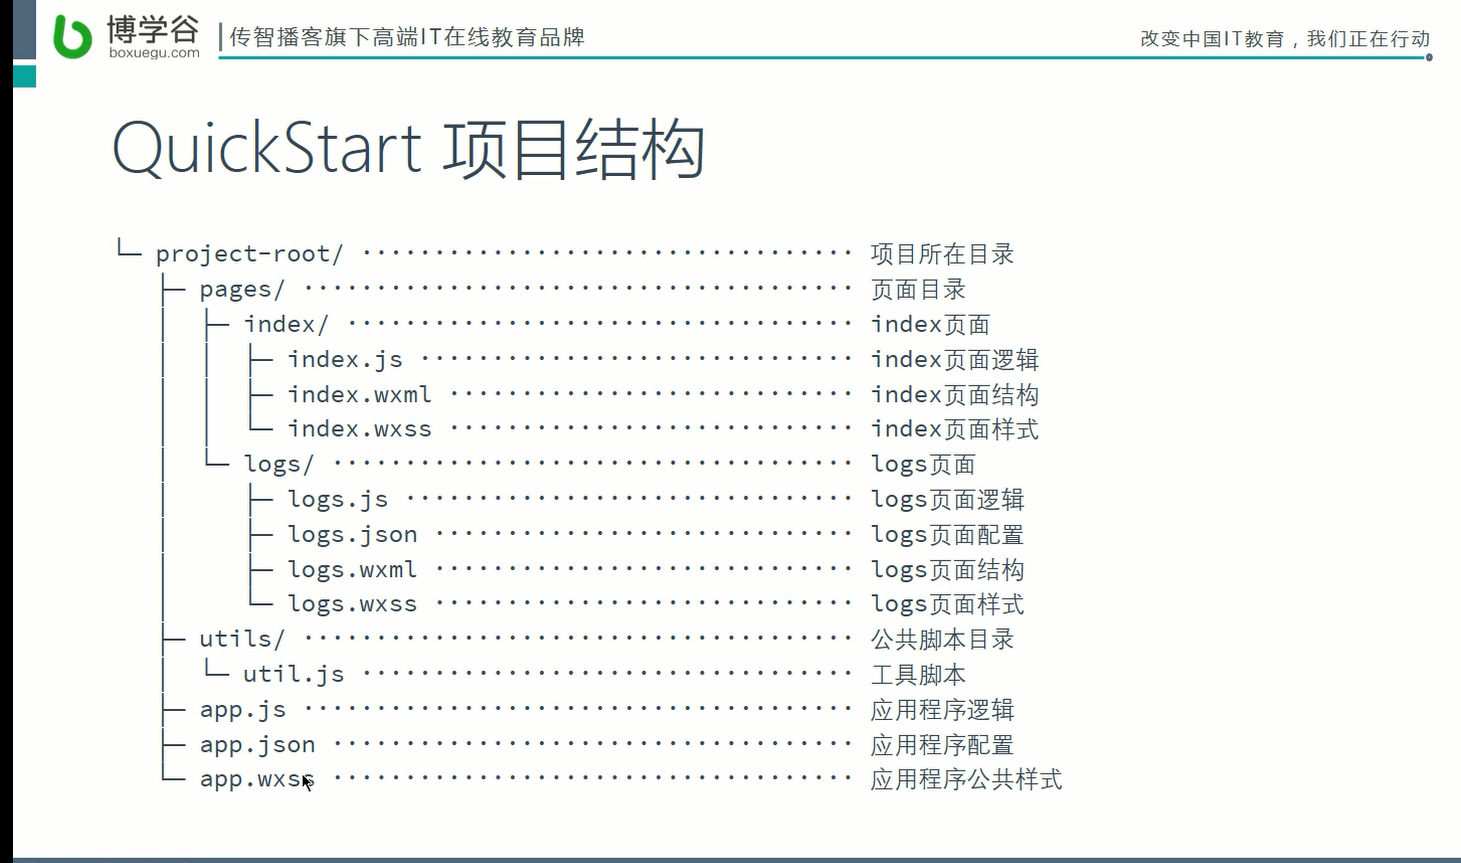 博学谷
boxuegu.com
传智播客旗下高端IT在线教育品牌
改变中国IT教育，我们正在行动
QuickStart 项目结构
└─ project-root/ ·································· 项目所在目录
├─ pages/ ······································ 页面目录
│ ├─ index/ ··································· index页面
│ │ ├─ index.js ······························ index页面逻辑
│ │ ├─ index.wxml ···························· index页面结构
│ │ └─ index.wxss ···························· index页面样式
│ └─ logs/ ···································· logs页面
│ ├─ logs.js ······························· logs页面逻辑
│ ├─ logs.json ····························· logs页面配置
│ ├─ logs.wxml ····························· logs页面结构
│ └─ logs.wxss ····························· logs页面样式
├─ utils/ ······································ 公共脚本目录
│ └─ util.js ·································· 工具脚本
├─ app.js ······································ 应用程序逻辑
├─ app.json ···································· 应用程序配置
└─ app.wxss ···································· 应用程序公共样式